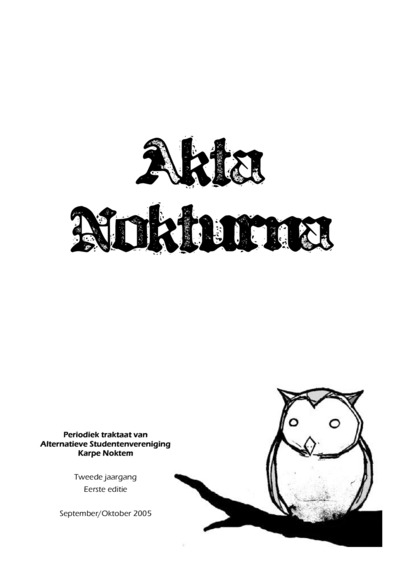 Akta
Nokturna
Periodiek traktaat van
Alternatieve Studentenvereniging
Karpe Noktem
Tweede jaargang
Eerste editie
September/Oktober 2005